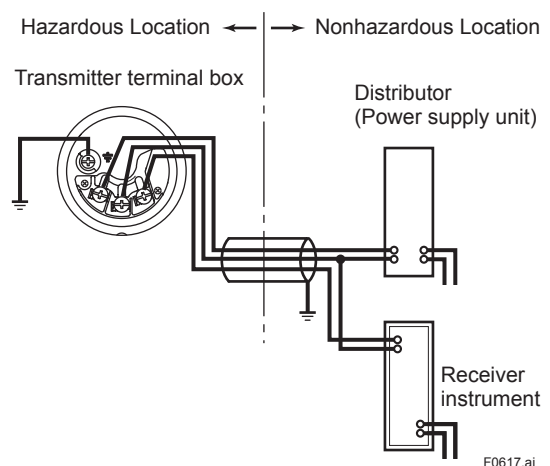 Hazardous Location
Nonhazardous Location
Transmitter terminal box
Distributor
(Power supply unit)
Receiver
instrument
F0617.ai